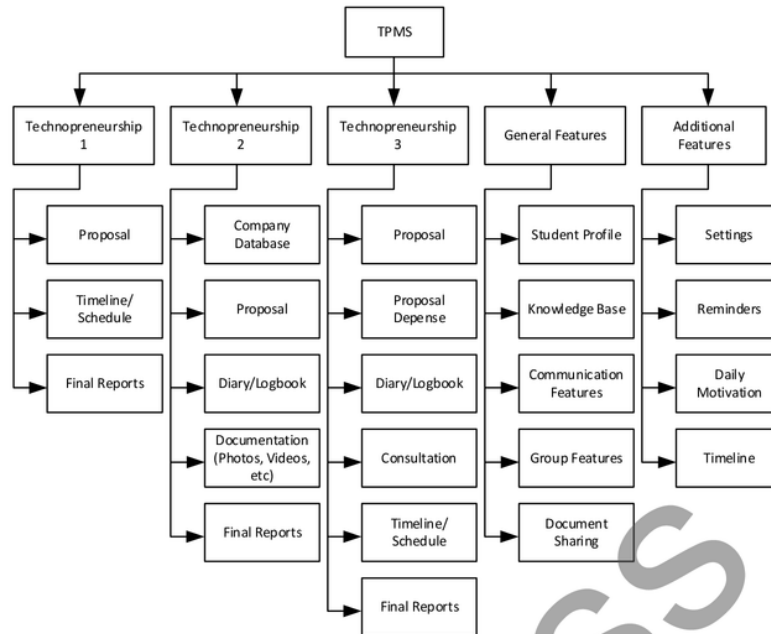 TPMS
Technopreneurship
1
Technopreneurship
2
Technopreneurship
3
General Features
Additional
Features
Proposal
Timeline/
Schedule
Final Reports
Company
Database
Proposal
Diary/Logbook
Documentation
(Photos, Videos,
etc)
Final Reports
Proposal
Proposal
Depense
Diary/Logbook
Consultation
Timeline/
Schedule
Final Reports
Student Profile
Knowledge Base
Communication
Features
Group Features
Document
Sharing
Settings
Reminders
Daily
Motivation
Timeline